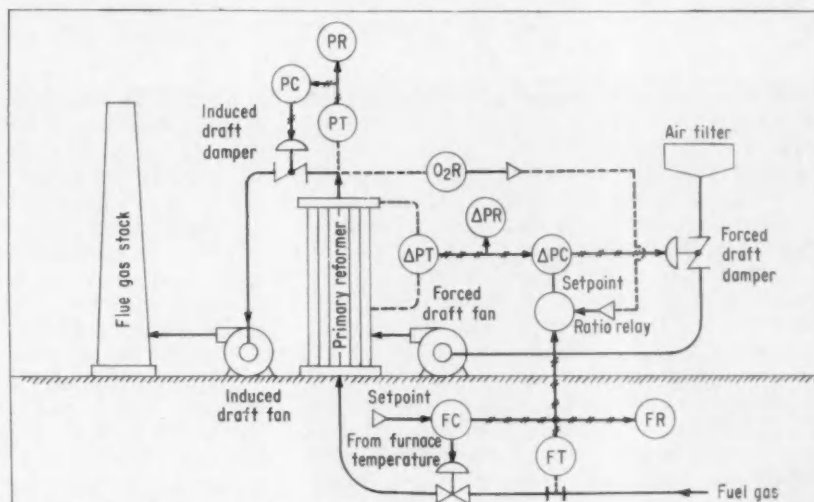 PR
PC
PT
Induced
draft
damper
Air filter
O₂R
ΔPR
ΔPT
ΔPC
Forced
draft
damper
Setpoint
Ratio relay
Forced
draft fan
Flue gas stack
Primary reformer
Induced
draft fan
Setpoint
FC
FR
From furnace
temperature
FT
Fuel gas